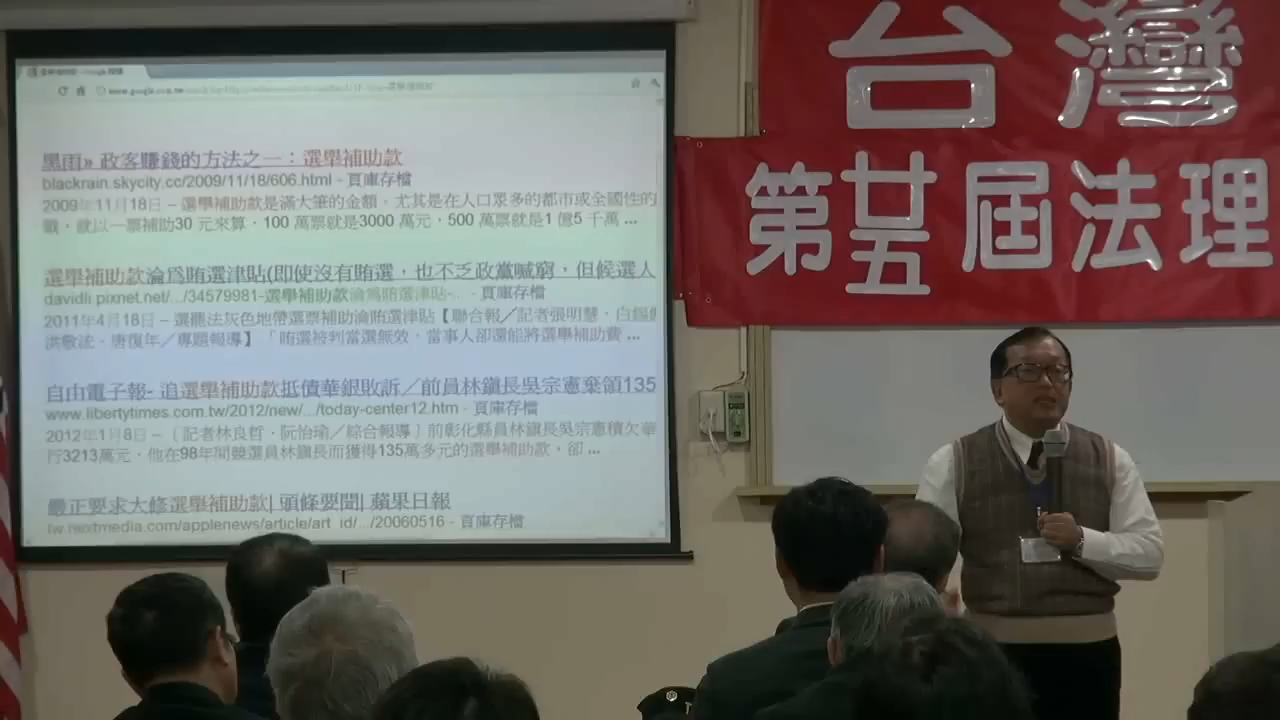 黑雨» 政客賺錢的方法之一：選舉補助款
blackrain.skycity.cc/2009/11/18/606.html - 頁庫存檔
2009年11月18日 – 選舉補助款是滿大筆的金額，尤其是在人口眾多的都市或全國性的
戰，就以一票補助30 元來算，100 萬票就是3000 萬元，500 萬票就是1 億5 千萬 ...
選舉補助款淪為賄選津貼(即使沒有賄選，也不乏政黨喊窮，但候選人
davidli.pixnet.net/.../34579981-選舉補助款淪為賄選津貼-... - 頁庫存檔
2011年4月18日 – 選罷法灰色地帶選票補助淪賄選津貼【聯合報／記者張明慧、白錫
洪敬浤、唐復年／專題報導】 「賄選被判當選無效，當事人卻還能將選舉補助費 ...
自由電子報- 追選舉補助款抵債華銀敗訴／前員林鎮長吳宗憲棄領135
www.libertytimes.com.tw/2012/new/.../today-center12.htm - 頁庫存檔
2012年1月8日 – 〔記者林良哲、阮怡瑜／綜合報導〕前彰化縣員林鎮長吳宗憲積欠華
行3213萬元，他在98年間競選員林鎮長而獲得135萬多元的選舉補助款，卻 ...
嚴正要求大修選舉補助款| 頭條要聞| 蘋果日報
tw.nextmedia.com/applenews/article/art_id/.../20060516 - 頁庫存檔
台灣
第廿五屆法理